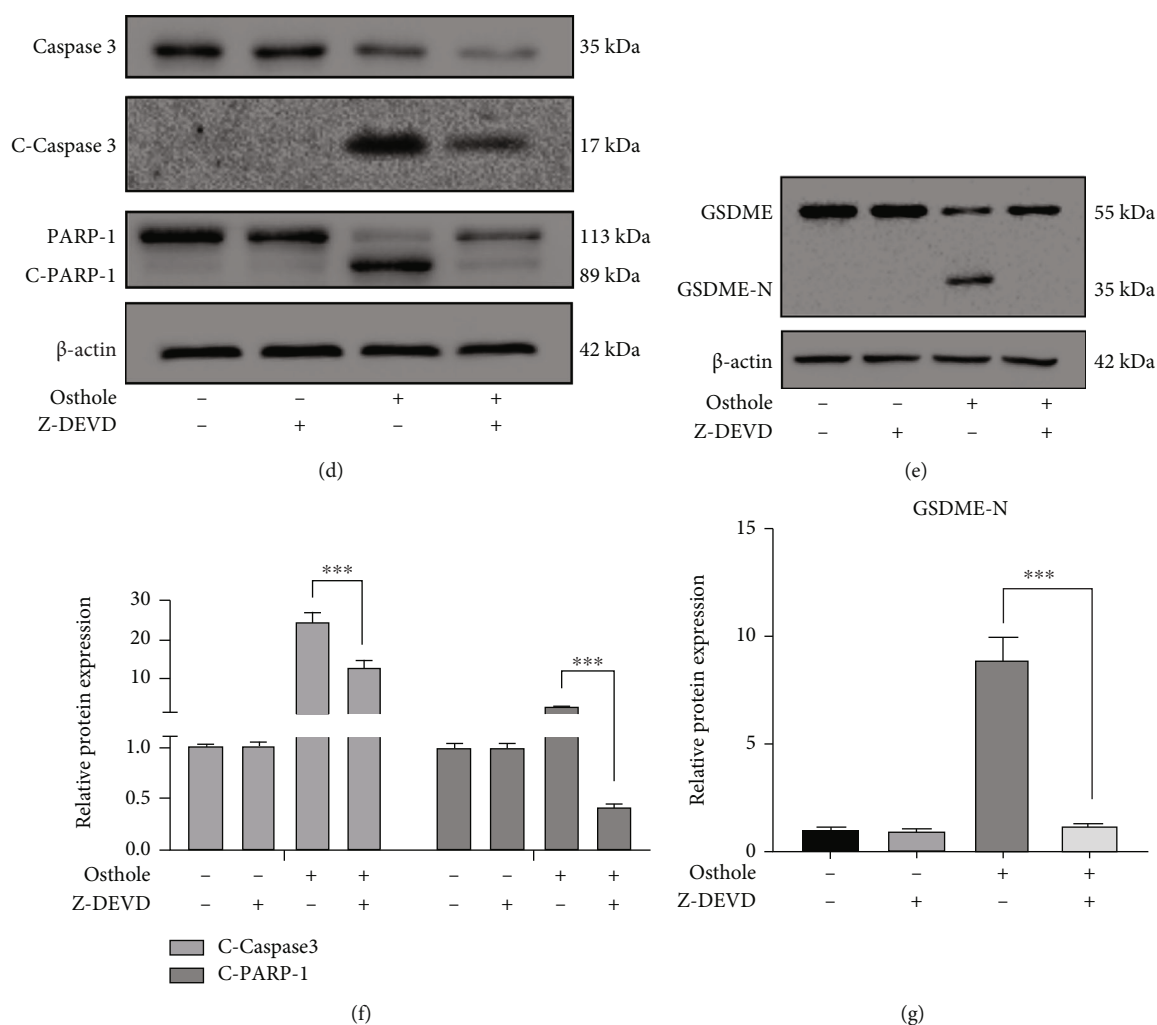 Caspase 3 35 kDa
C-Caspase 3 17 kDa
PARP-1 113 kDa
C-PARP-1 89 kDa
β-actin 42 kDa
Osthole – – + +
Z-DEVD – + – +
(d)
GSDME 55 kDa
GSDME-N 35 kDa
β-actin 42 kDa
Osthole – – + +
Z-DEVD – + – +
(e)
Relative protein expression
30
20
10
1.0
0.5
0.0
***
***
Osthole – – + + – – + +
Z-DEVD – + – + – + – +
C-Caspase3
C-PARP-1
(f)
GSDME-N
Relative protein expression
15
10
5
0
***
Osthole – – + +
Z-DEVD – + – +
(g)